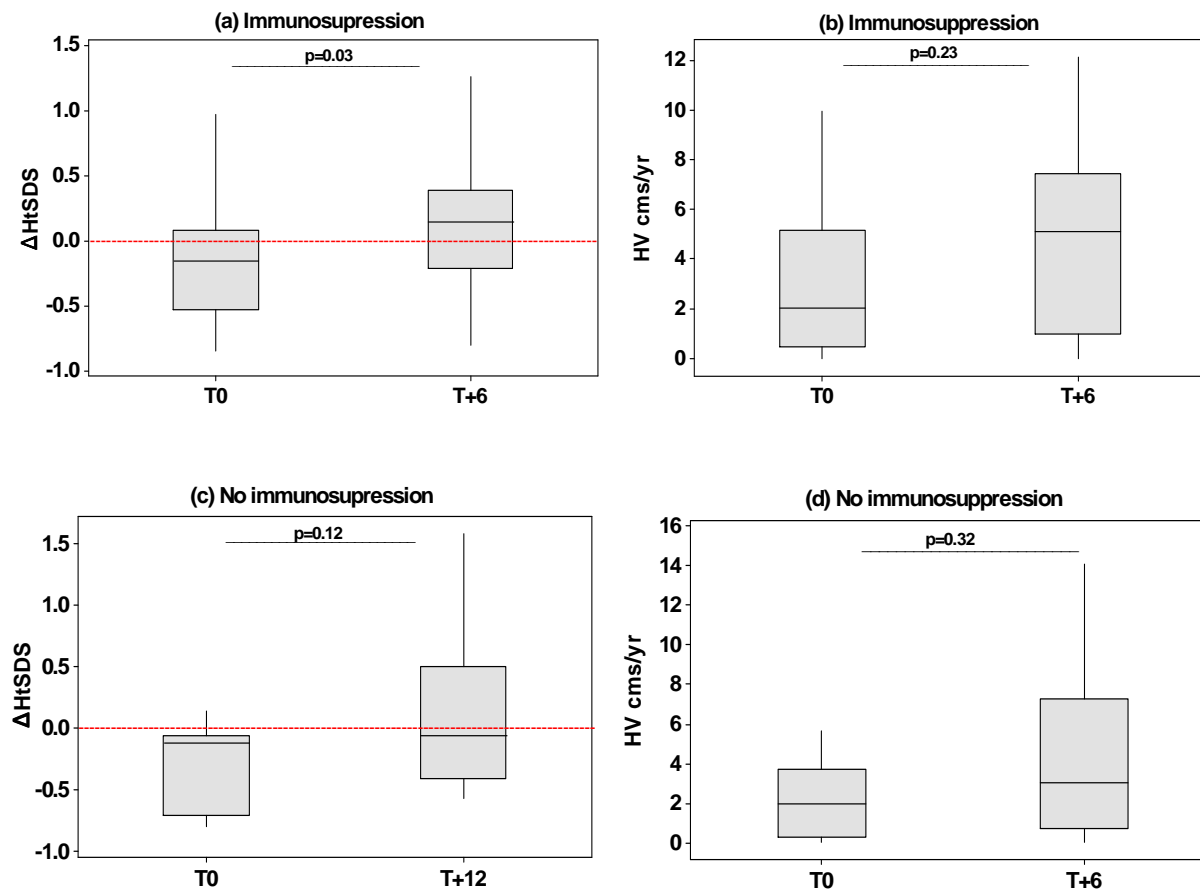 (a) Immunosupression
p=0.03
1.5
1.0
0.5
0.0
-0.5
-1.0
ΔHtSDS
T0
T+6
(b) Immunosuppression
p=0.23
12
10
8
6
4
2
0
HV cms/yr
T0
T+6
(c) No immunosupression
p=0.12
1.5
1.0
0.5
0.0
-0.5
-1.0
ΔHtSDS
T0
T+12
(d) No immunosuppression
p=0.32
16
14
12
10
8
6
4
2
0
HV cms/yr
T0
T+6